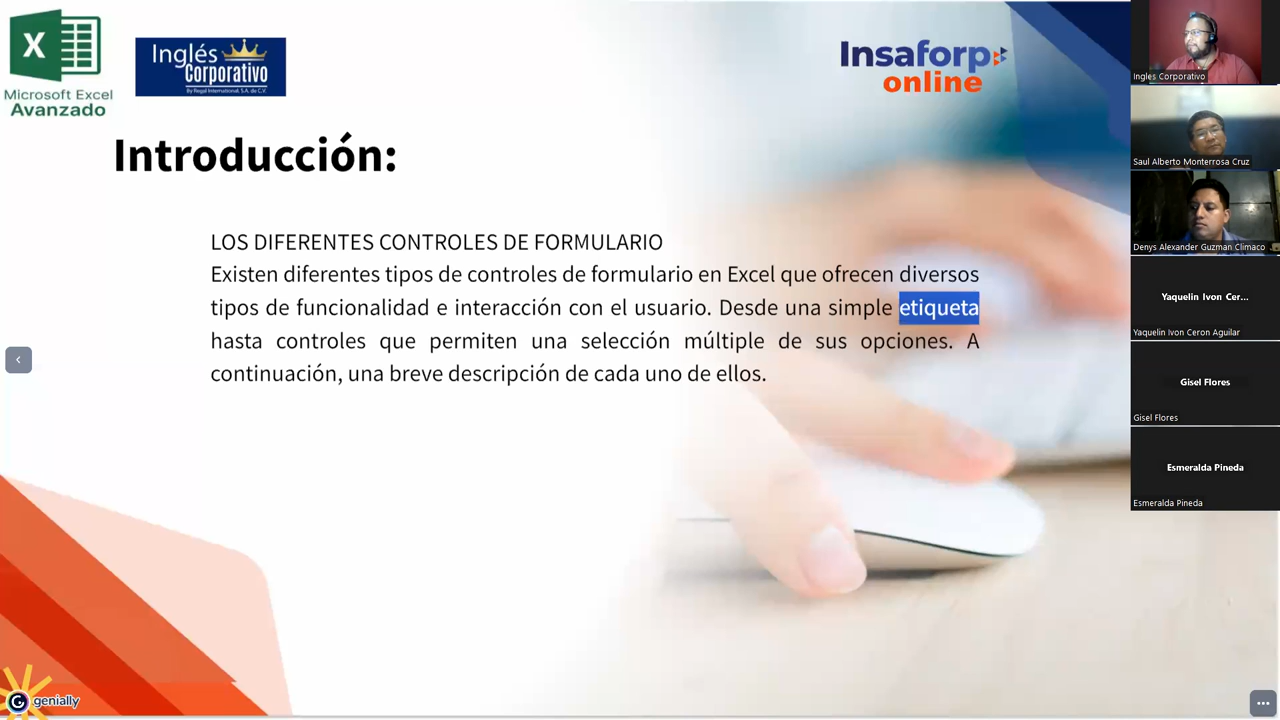 Microsoft Excel
Avanzado
Inglés
Corporativo
By Regal International, S.A. de C.V.
Insaforp
online
Introducción:
LOS DIFERENTES CONTROLES DE FORMULARIO
Existen diferentes tipos de controles de formulario en Excel que ofrecen diversos
tipos de funcionalidad e interacción con el usuario. Desde una simple etiqueta
hasta controles que permiten una selección múltiple de sus opciones. A
continuación, una breve descripción de cada uno de ellos.
genially
Ingles Corporativo
Saul Alberto Monterrosa Cruz
Denys Alexander Guzman Climaco
Yaquelin Ivon Cer...
Yaquelin Ivon Ceron Aguilar
Gisel Flores
Gisel Flores
Esmeralda Pineda
Esmeralda Pineda